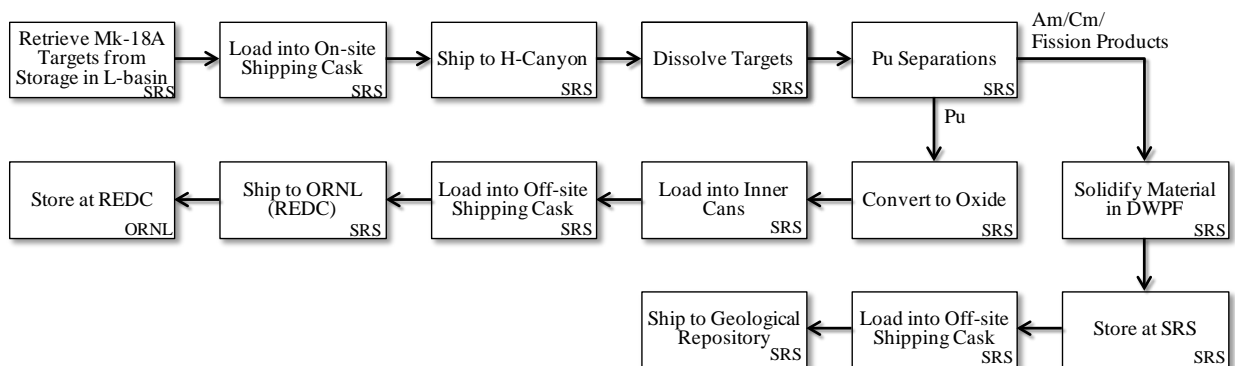 Retrieve Mk-18A
Targets from
Storage in L-basin
SRS
Load into On-site
Shipping Cask
SRS
Ship to H-Canyon
SRS
Dissolve Targets
SRS
Pu Separations
SRS
Am/Cm/
Fission Products
Pu
Store at REDC
ORNL
Ship to ORNL
(REDC)
SRS
Load into Off-site
Shipping Cask
SRS
Load into Inner
Cans
SRS
Convert to Oxide
SRS
Solidify Material
in DWPF
SRS
Ship to Geological
Repository
SRS
Load into Off-site
Shipping Cask
SRS
Store at SRS
SRS